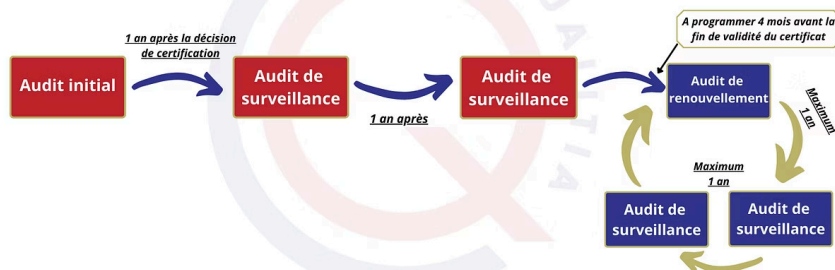 1 an après la décision
de certification
A programmer 4 mois avant la
fin de validité du certificat
Audit initial
Audit de
surveillance
1 an après
Audit de
surveillance
Audit de
renouvellement
Maximum
1 an
Maximum
1 an
Audit de
surveillance
Audit de
surveillance